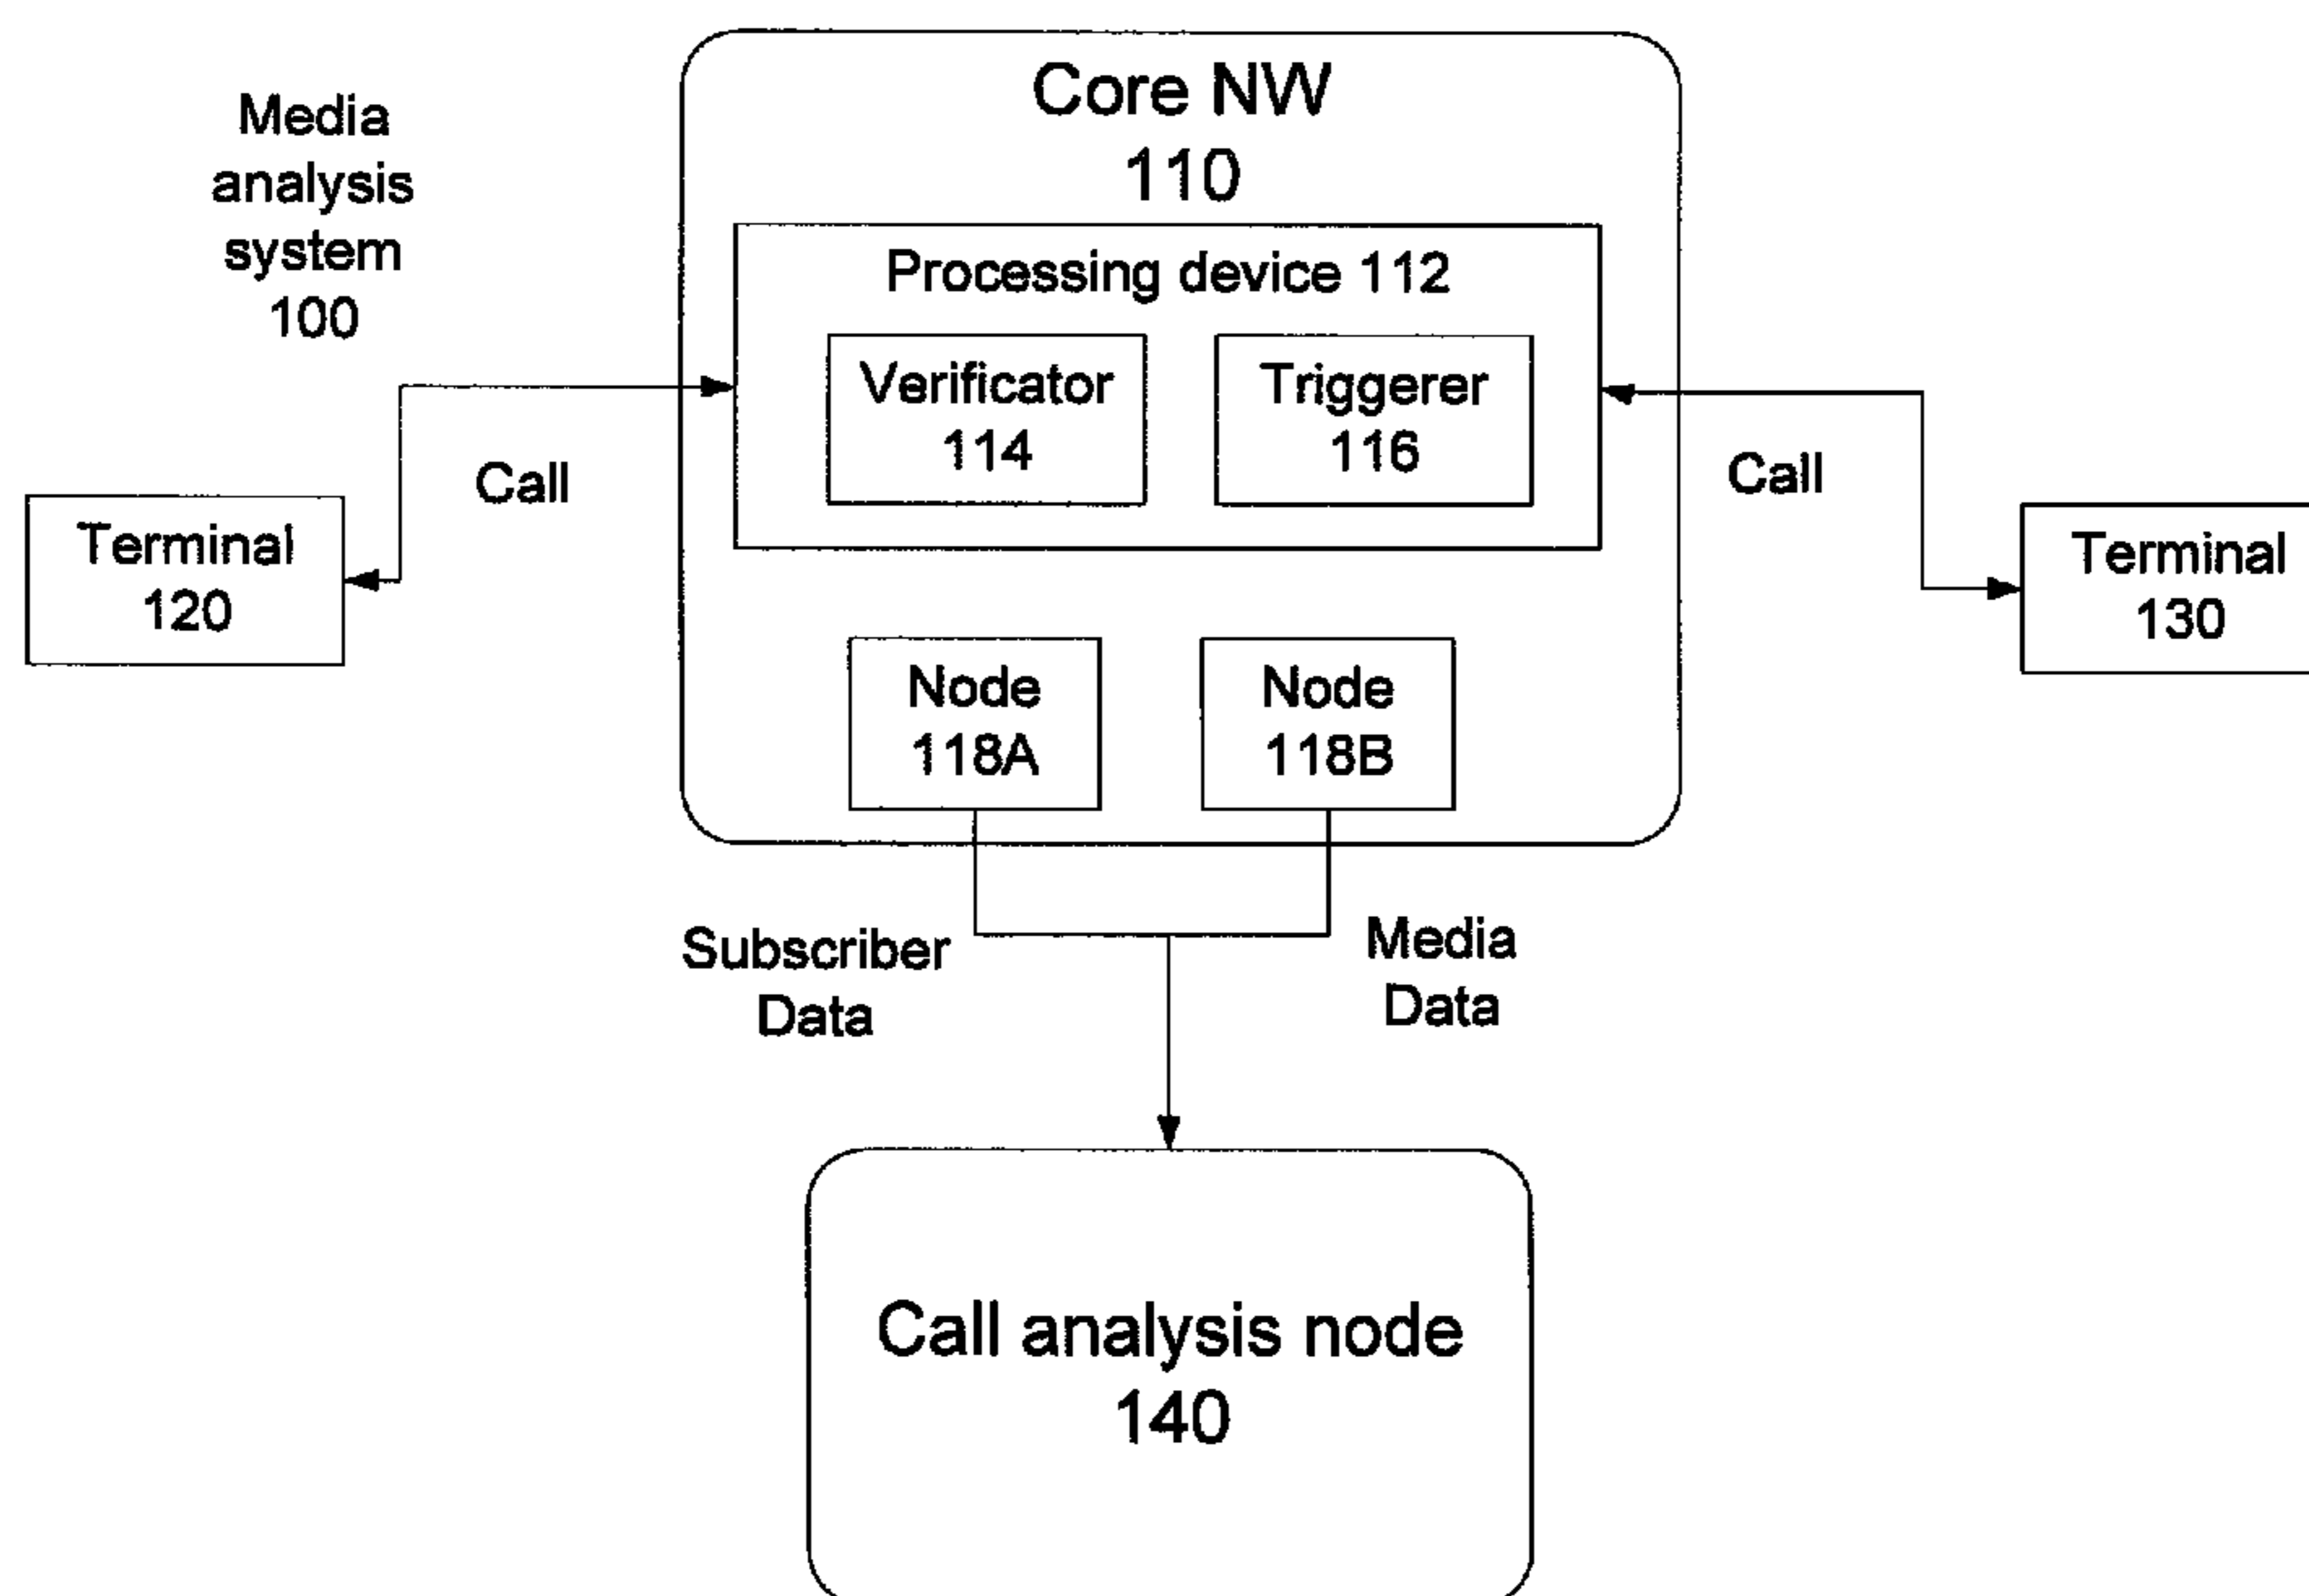 Core NW
110
Media
analysis
system
100
Processing device 112
Verificator
114
Triggerer
116
Call
Call
Terminal
120
Terminal
130
Node
118A
Node
118B
Subscriber
Data
Media
Data
Call analysis node
140